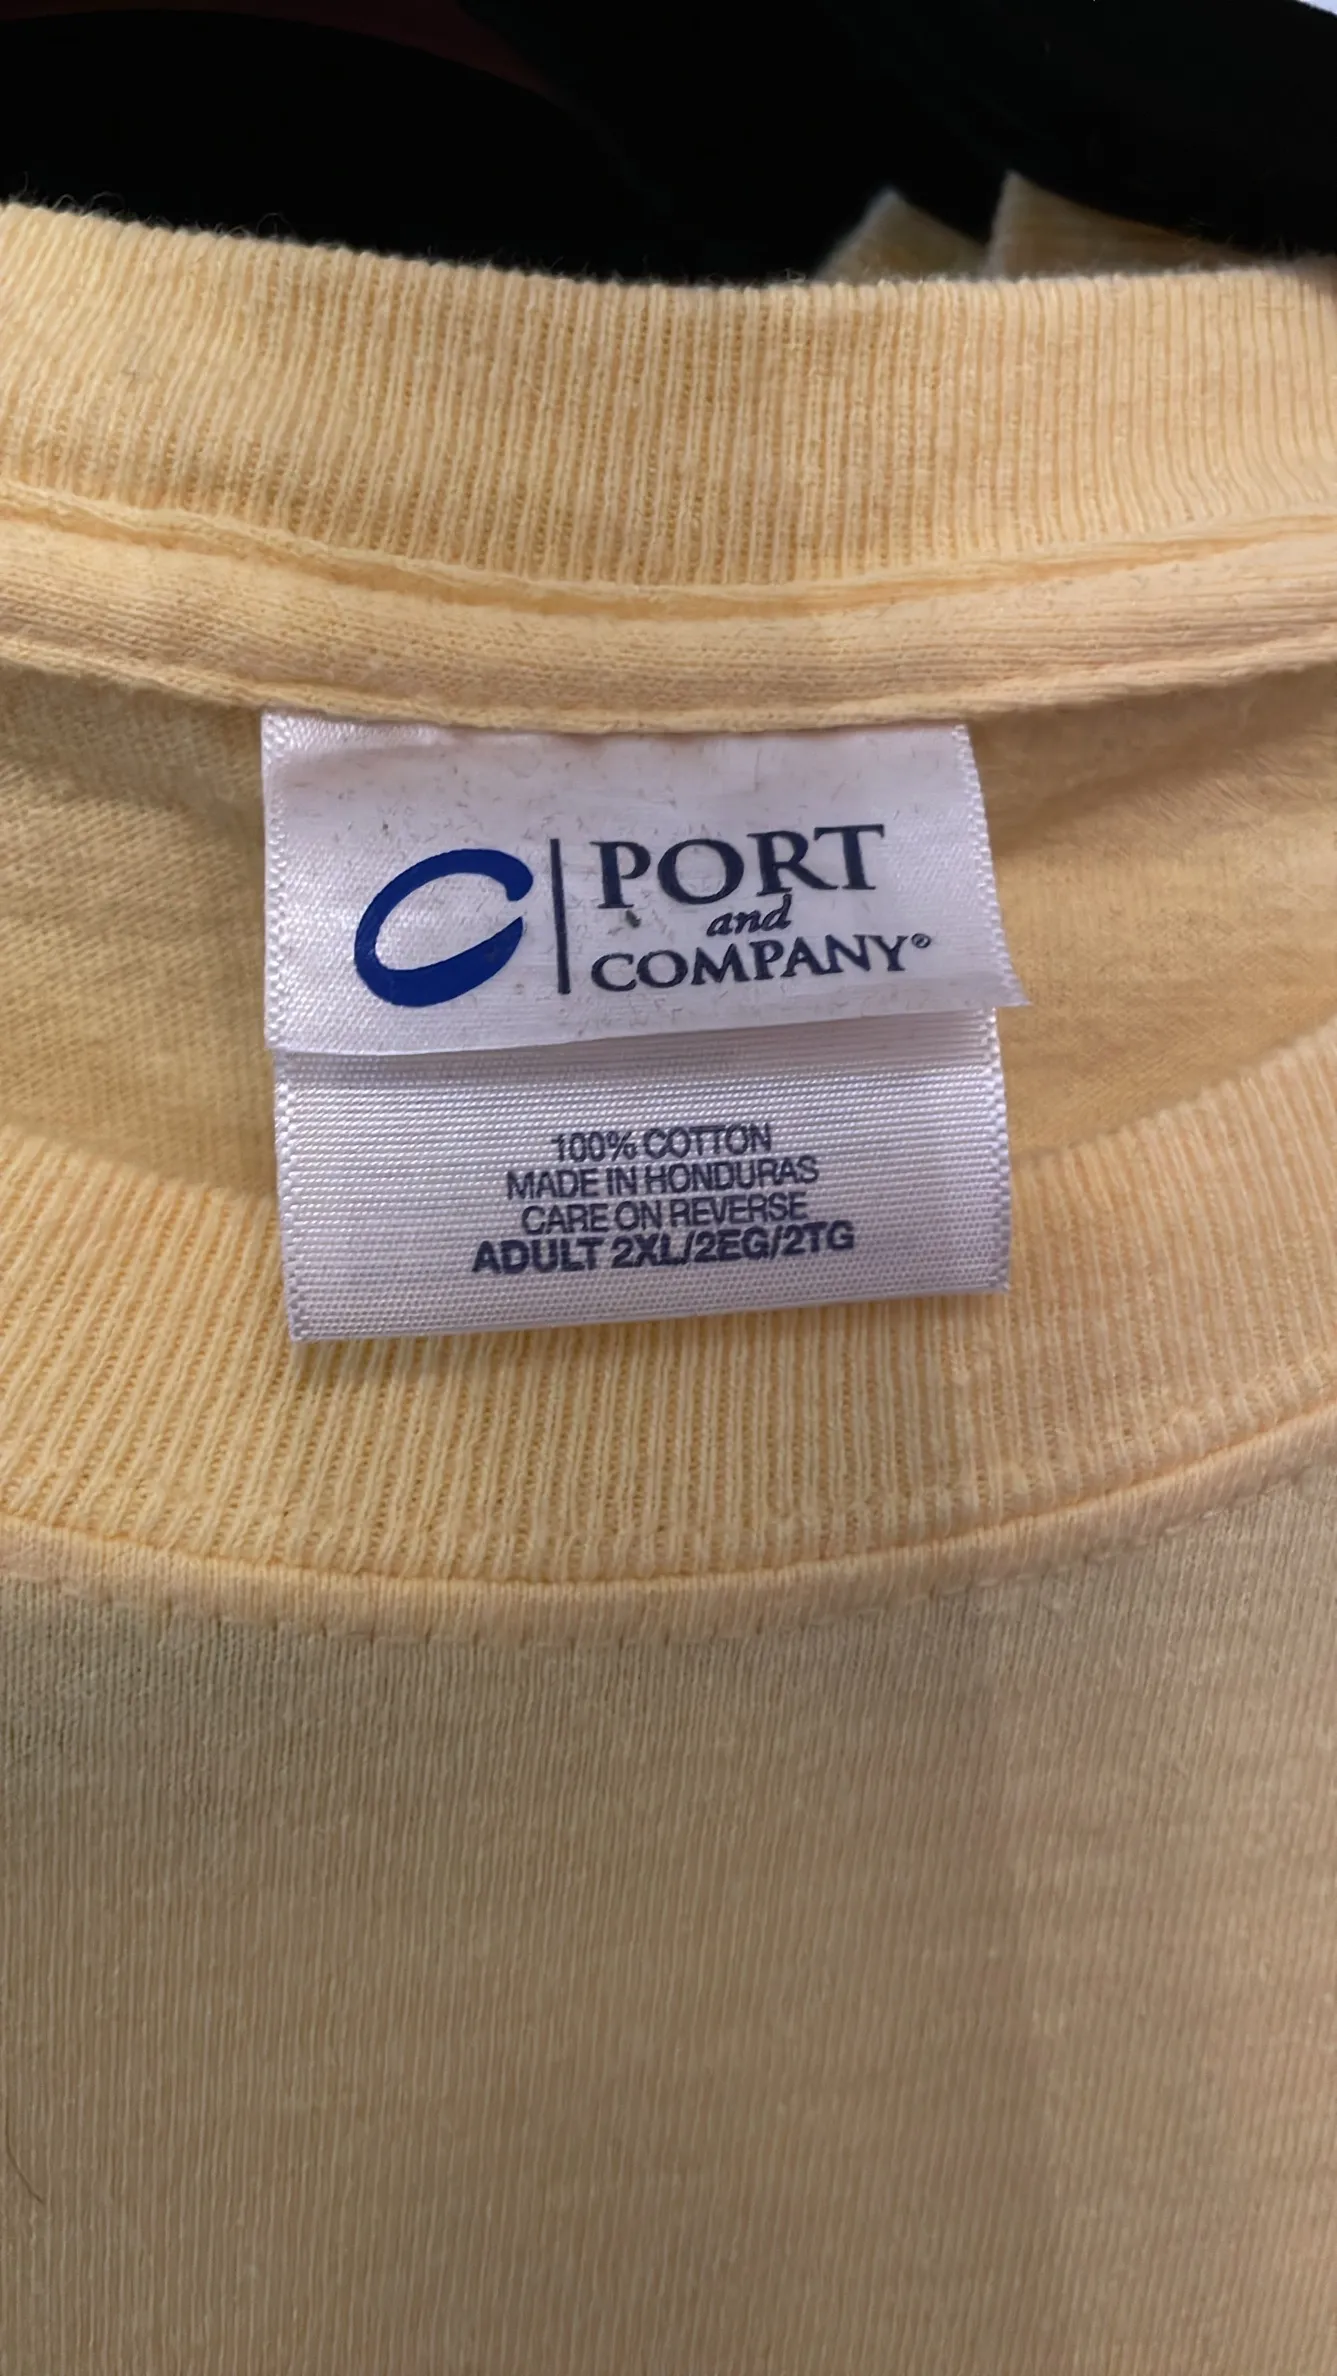 PORT
and
COMPANY®
100% COTTON
MADE IN HONDURAS
CARE ON REVERSE
ADULT 2XL/2EG/2TG